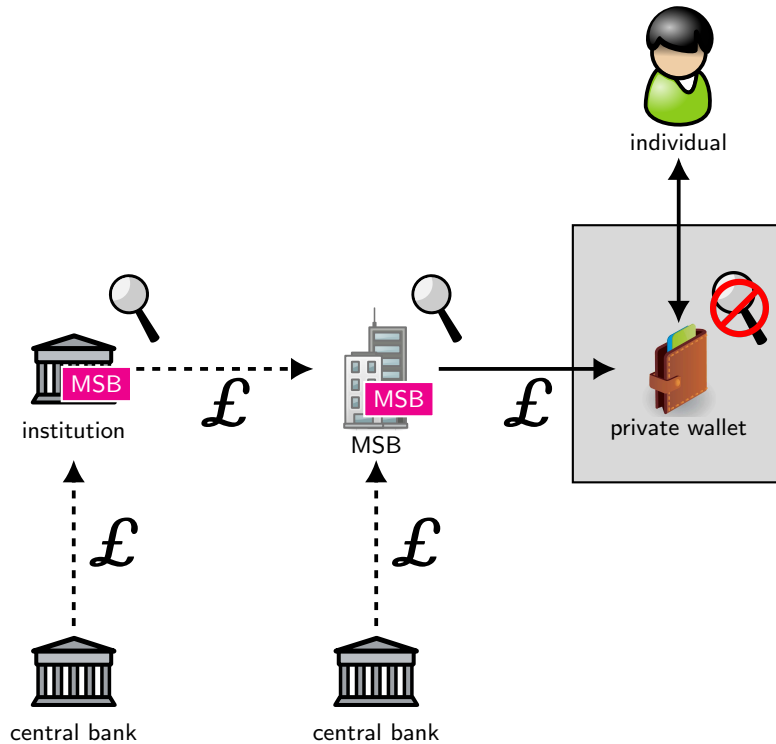 individual
MSB
£
institution
MSB
£
MSB
private wallet
£
£
central bank
central bank